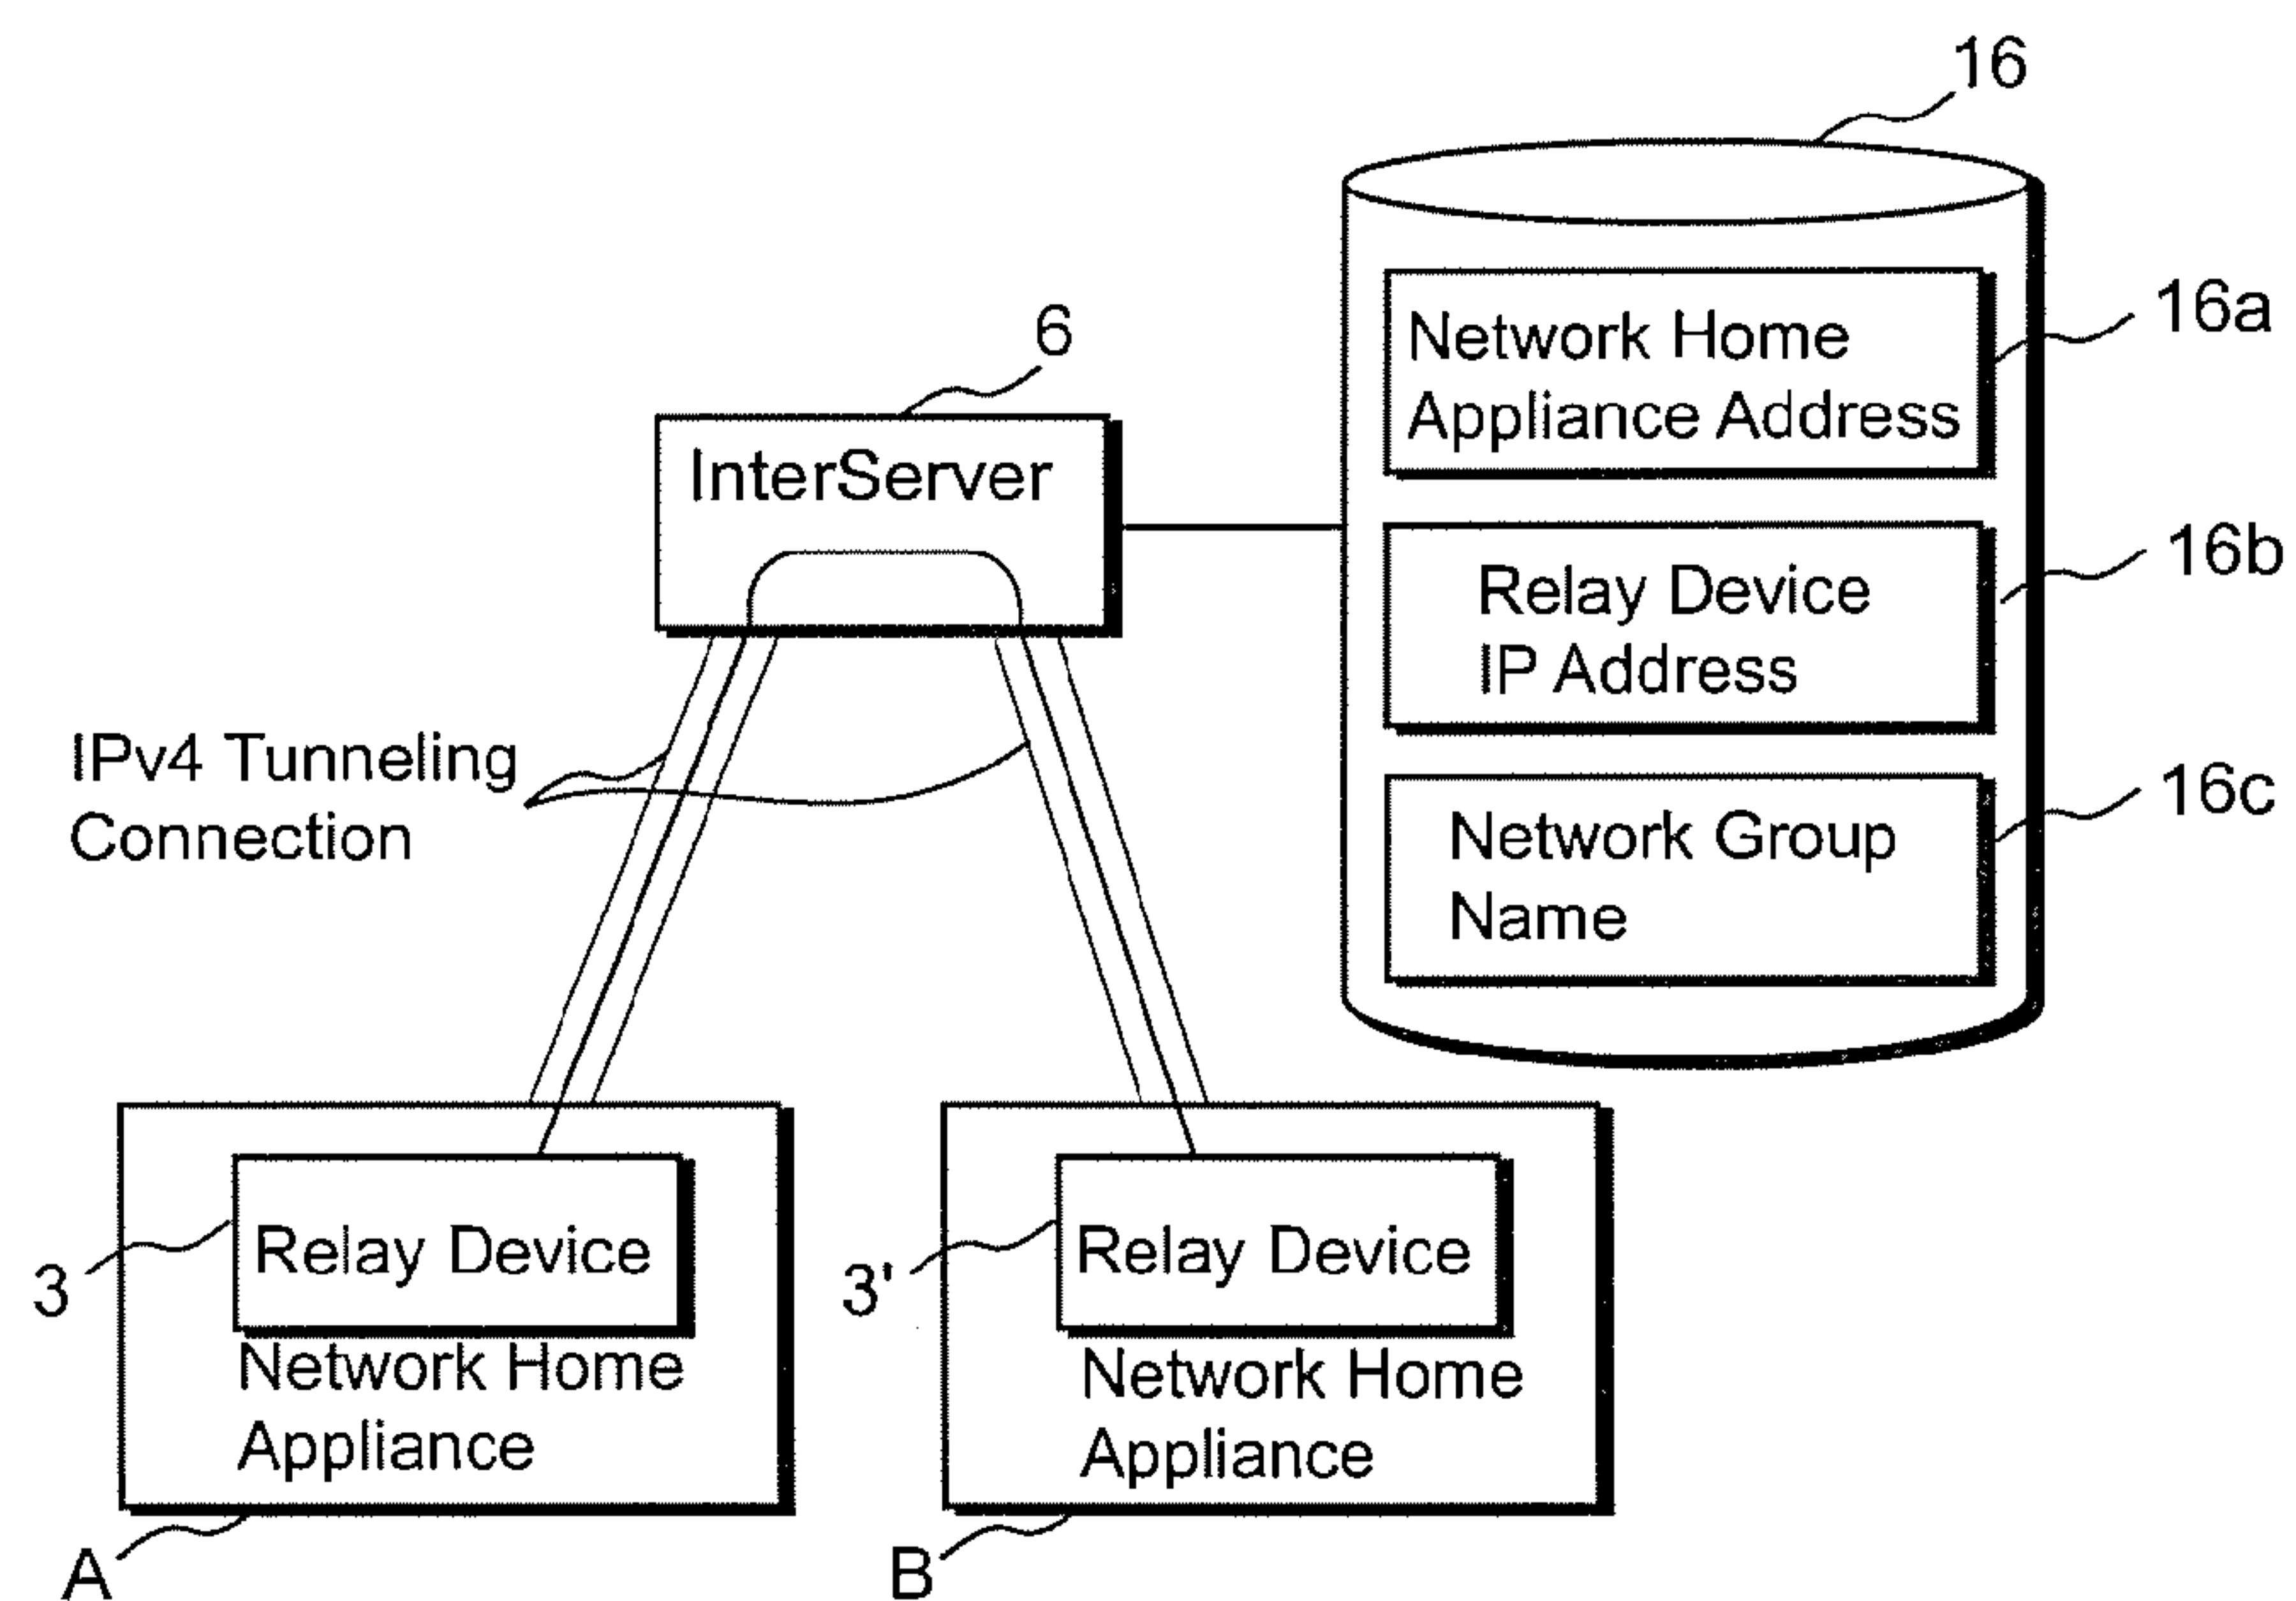 16
Network Home
Appliance Address
16a
6
InterServer
Relay Device
IP Address
16b
IPv4 Tunneling
Connection
Network Group
Name
16c
Relay Device
3
Network Home
Appliance
A
Relay Device
3'
Network Home
Appliance
B